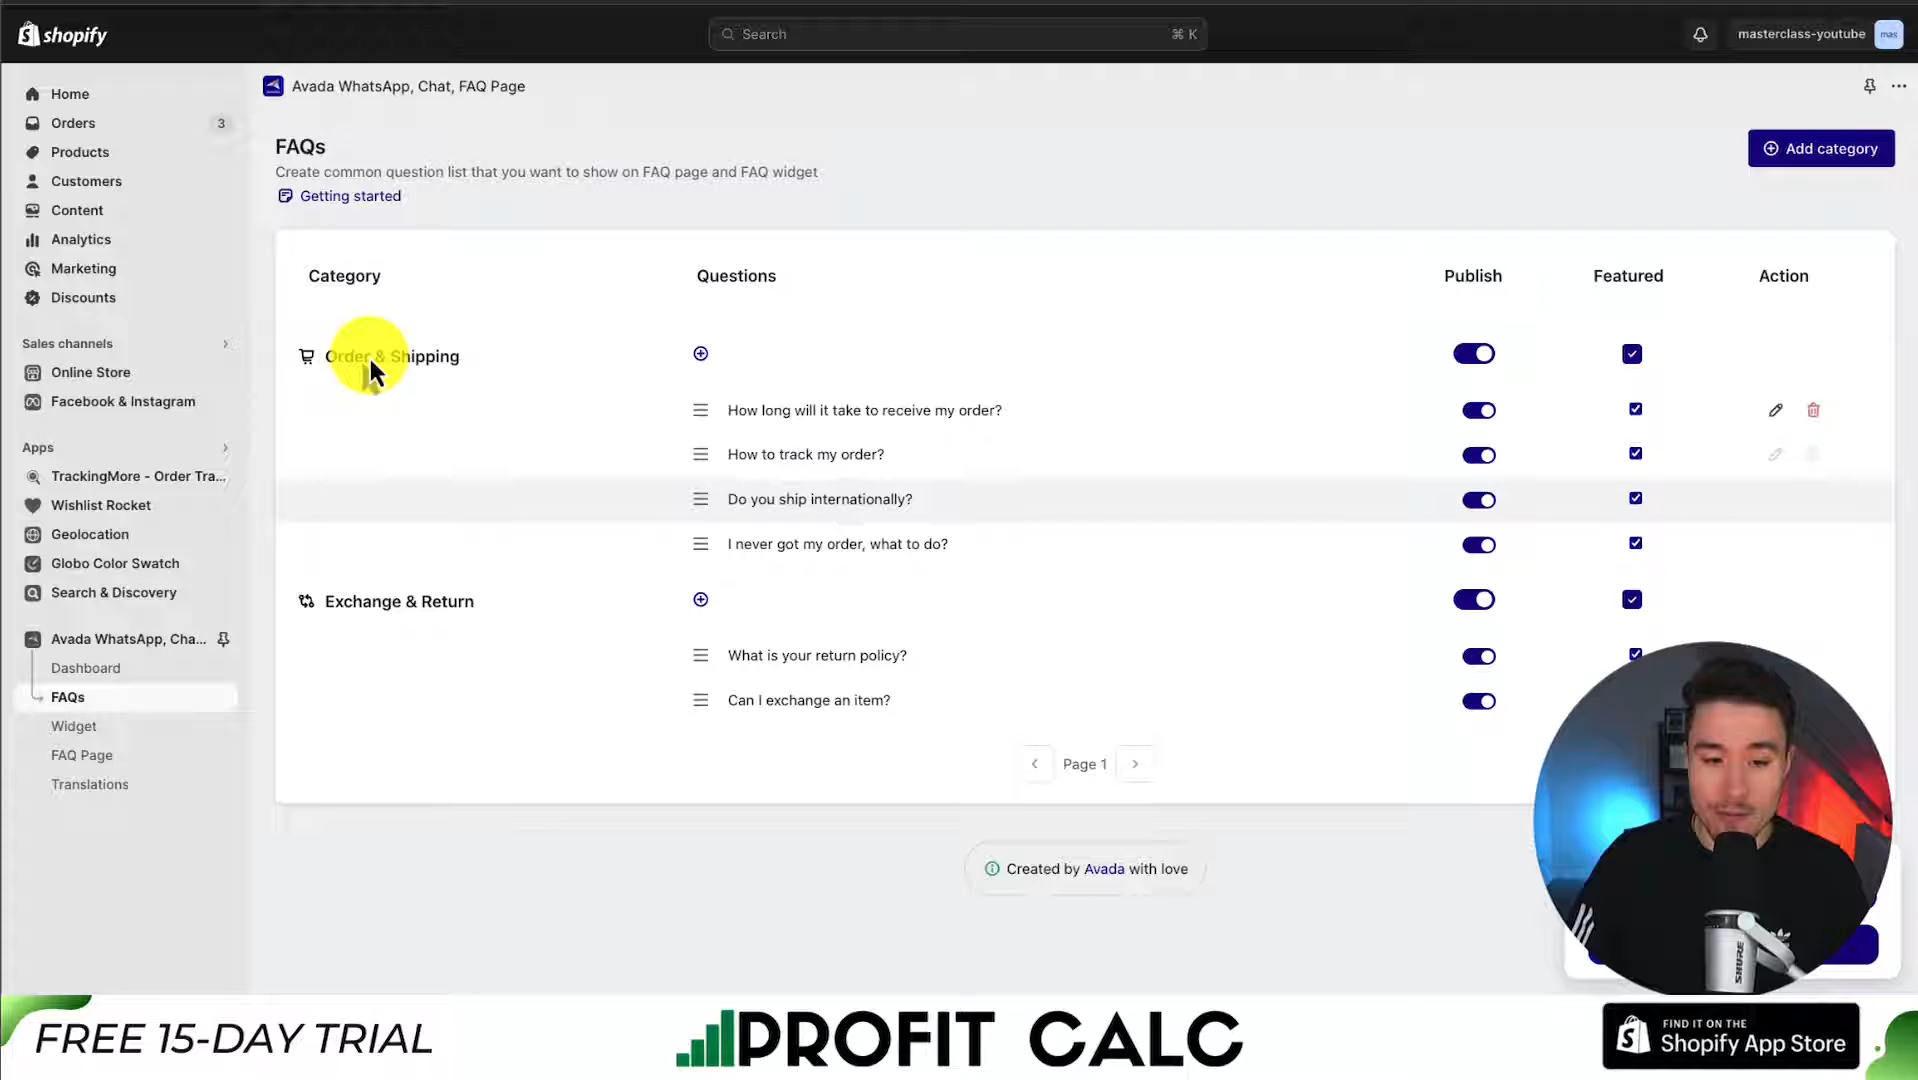 shopify
Search
⌘ K
masterclass-youtube
mas
Home
Orders
3
Products
Customers
Content
Analytics
Marketing
Discounts
Sales channels
Online Store
Facebook & Instagram
Apps
TrackingMore - Order Tra...
Wishlist Rocket
Geolocation
Globo Color Swatch
Search & Discovery
Avada WhatsApp, Cha...
Dashboard
FAQs
Widget
FAQ Page
Translations
Avada WhatsApp, Chat, FAQ Page
FAQs
Create common question list that you want to show on FAQ page and FAQ widget
Getting started
Add category
Category
Questions
Publish
Featured
Action
Order & Shipping
How long will it take to receive my order?
How to track my order?
Do you ship internationally?
I never got my order, what to do?
Exchange & Return
What is your return policy?
Can I exchange an item?
Page 1
Created by Avada with love
SHURE
FREE 15-DAY TRIAL
PROFIT CALC
FIND IT ON THE
Shopify App Store